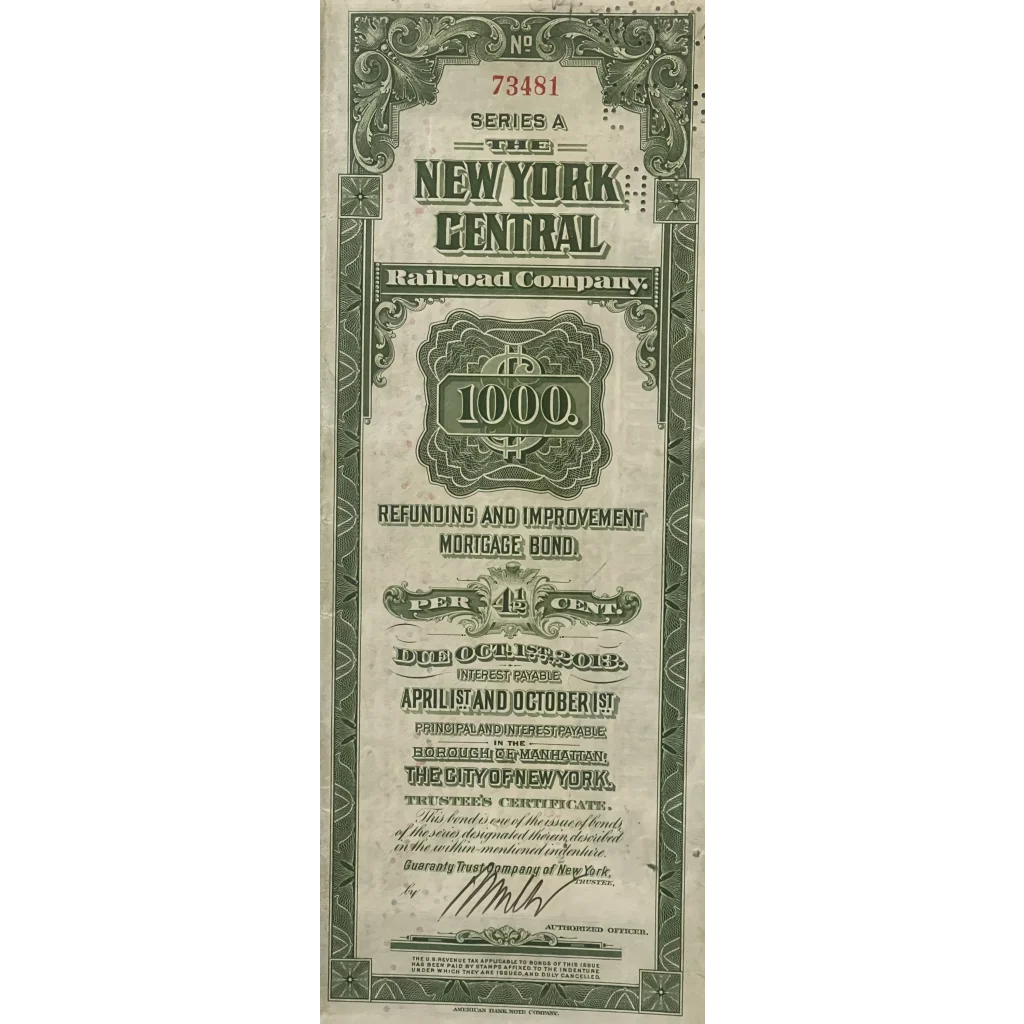 Nº
73481
SERIES A
THE
NEW YORK
CENTRAL
Railroad Company.
$
1000.
REFUNDING AND IMPROVEMENT
MORTGAGE BOND,
PER 4½ CENT.
DUE OCT. 1ST. 2013.
INTEREST PAYABLE
APRIL 1ST AND OCTOBER 1ST
PRINCIPAL AND INTEREST PAYABLE
IN THE
BOROUGH OF MANHATTAN,
THE CITY OF NEW YORK.
TRUSTEE'S CERTIFICATE.
This bond is one of the issue of bonds,
of the series designated therein, described
in the within-mentioned indenture.
Guaranty Trust Company of New York,
TRUSTEE,
by
AUTHORIZED OFFICER.
THE U.S. REVENUE TAX APPLICABLE TO BONDS OF THIS ISSUE
HAS BEEN PAID BY STAMPS AFFIXED TO THE INDENTURE
UNDER WHICH THEY ARE ISSUED, AND DULY CANCELLED.
AMERICAN BANK NOTE COMPANY.